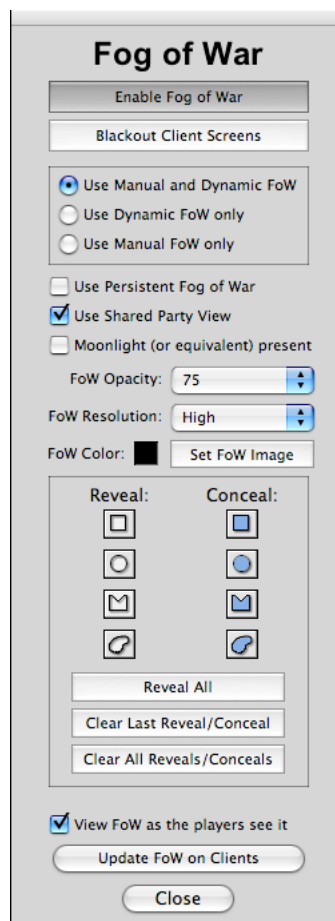 Fog of War
Enable Fog of War
Blackout Client Screens
Use Manual and Dynamic FoW
Use Dynamic FoW only
Use Manual FoW only
Use Persistent Fog of War
Use Shared Party View
Moonlight (or equivalent) present
FoW Opacity: 75
FoW Resolution: High
FoW Color: Set FoW Image
Reveal: Conceal:
Reveal All
Clear Last Reveal/Conceal
Clear All Reveals/Conceals
View FoW as the players see it
Update FoW on Clients
Close